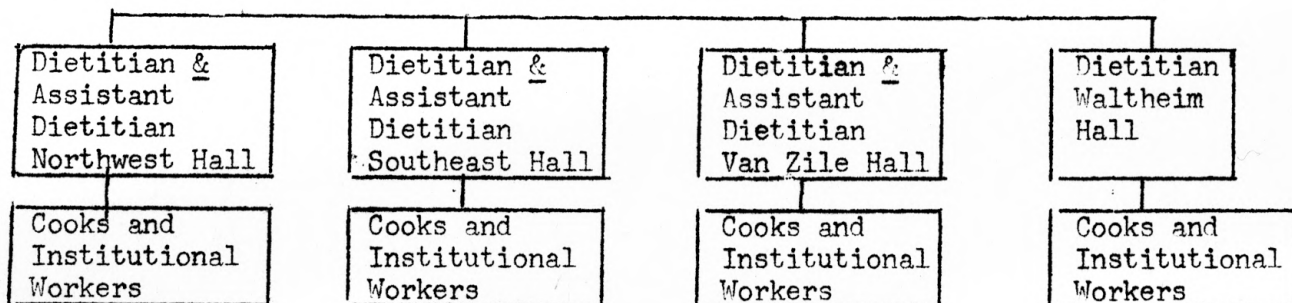 Dietitian &
Assistant
Dietitian
Northwest Hall
Dietitian &
Assistant
Dietitian
Southeast Hall
Dietitian &
Assistant
Dietitian
Van Zile Hall
Dietitian
Waltheim
Hall
Cooks and
Institutional
Workers
Cooks and
Institutional
Workers
Cooks and
Institutional
Workers
Cooks and
Institutional
Workers